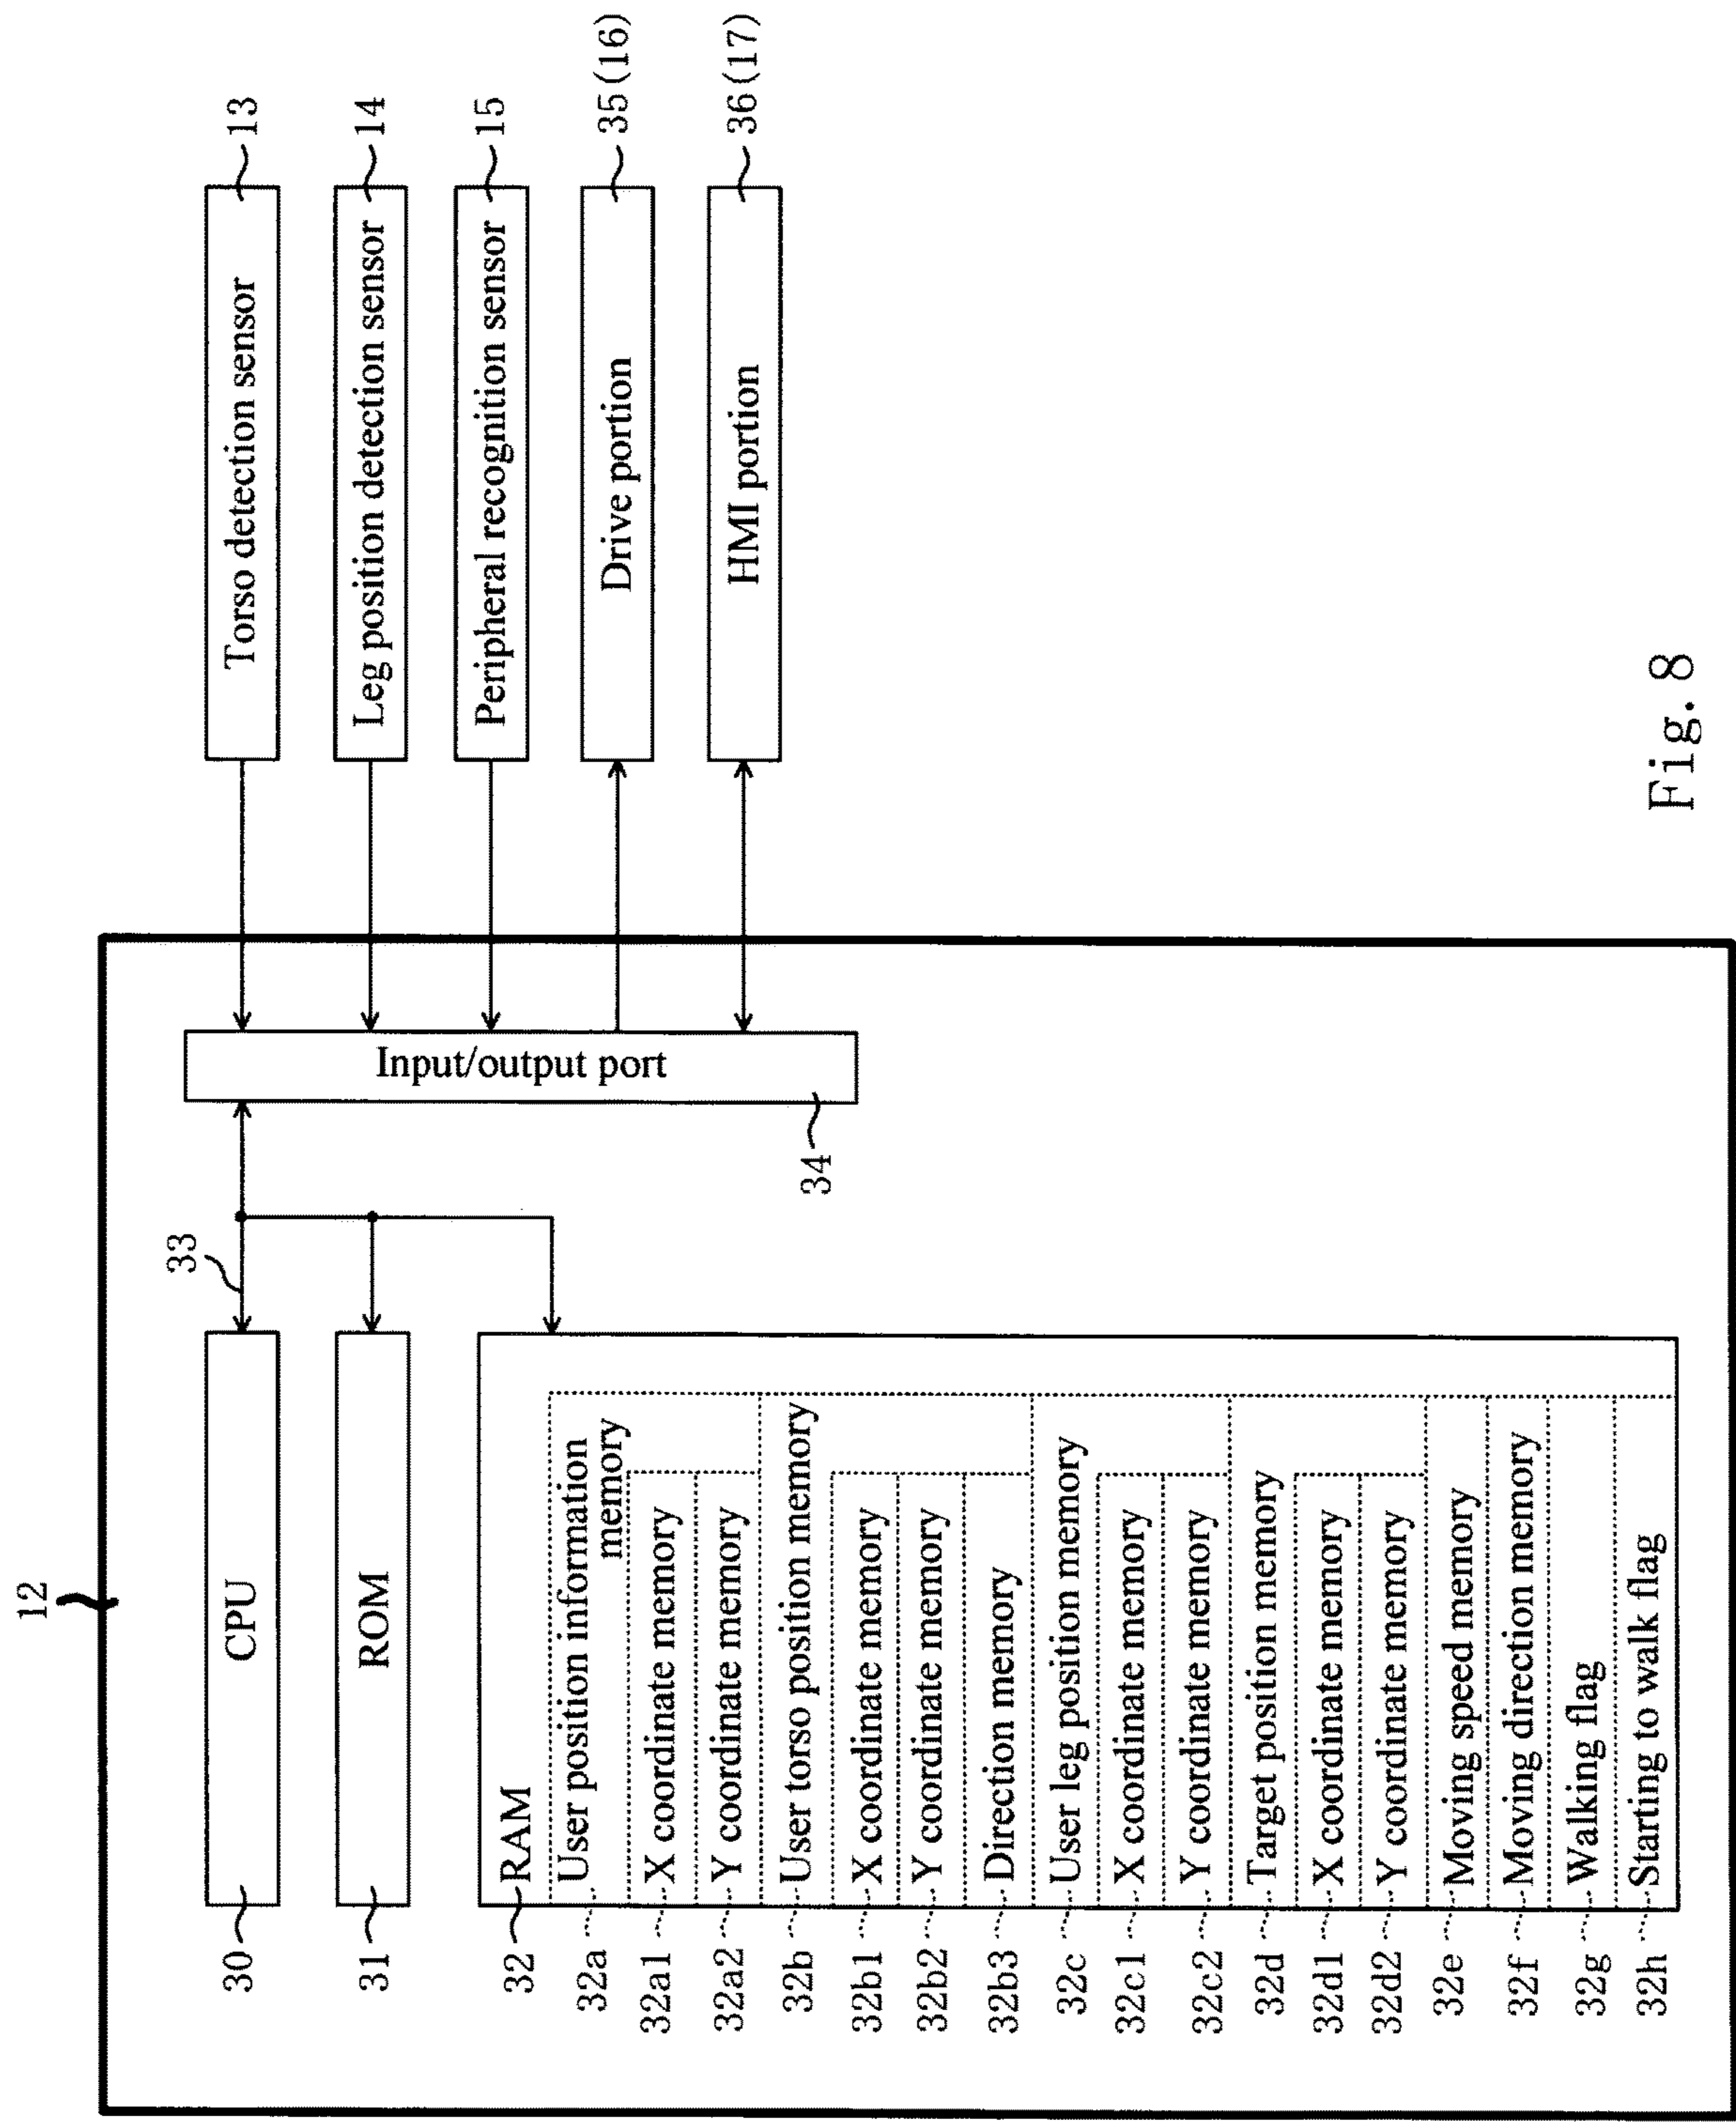 12
30
CPU
33
31
ROM
32
RAM
32a
User position information
memory
32a1
X coordinate memory
32a2
Y coordinate memory
32b
User torso position memory
32b1
X coordinate memory
32b2
Y coordinate memory
32b3
Direction memory
32c
User leg position memory
32c1
X coordinate memory
32c2
Y coordinate memory
32d
Target position memory
32d1
X coordinate memory
32d2
Y coordinate memory
32e
Moving speed memory
32f
Moving direction memory
32g
Walking flag
32h
Starting to walk flag
Input/output port
34
Torso detection sensor
13
Leg position detection sensor
14
Peripheral recognition sensor
15
Drive portion
35(16)
HMI portion
36(17)
Fig. 8